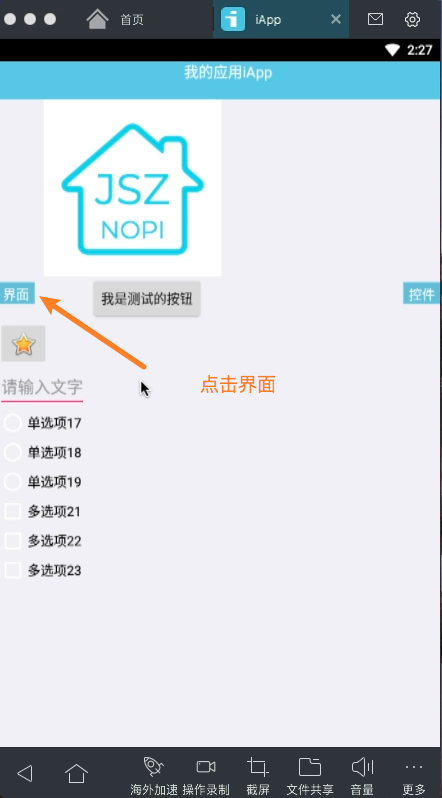 首页
iApp
2:27
我的应用iApp
JSZ
NOPI
界面
我是测试的按钮
控件
请输入文字
点击界面
单选项17
单选项18
单选项19
多选项21
多选项22
多选项23
海外加速 操作录制 截屏 文件共享 音量 更多